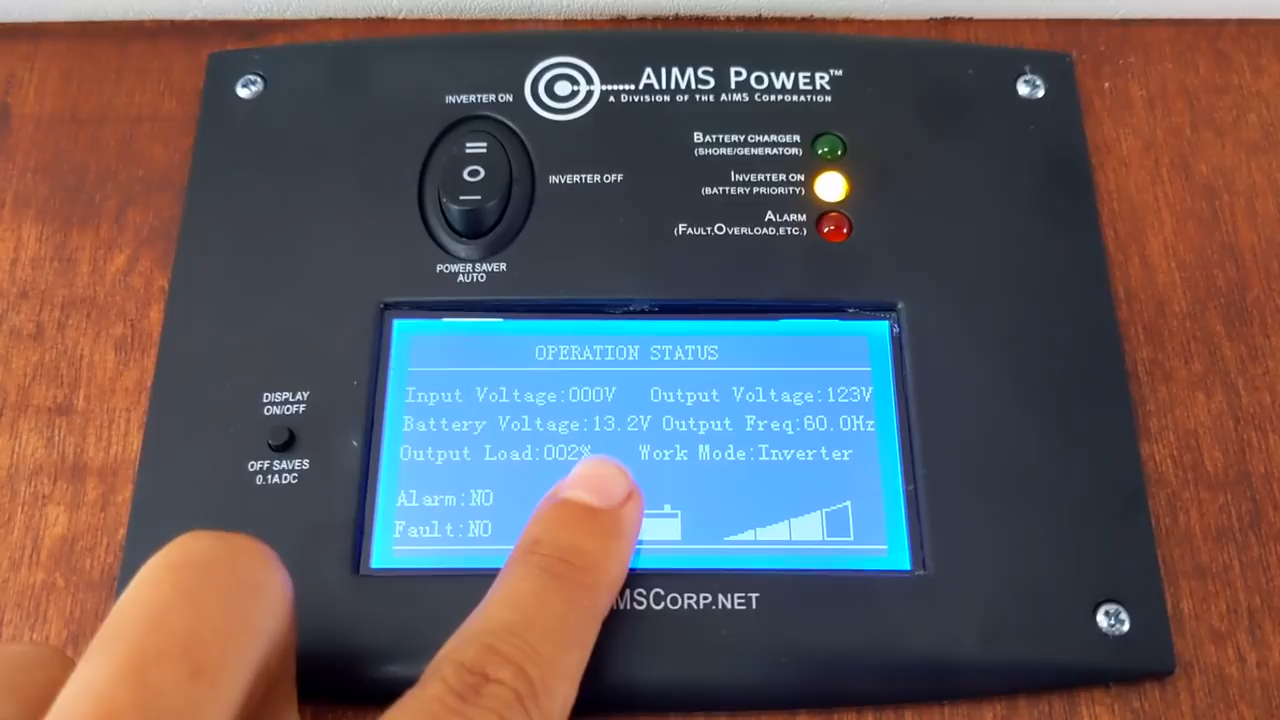 AIMS POWER™
A DIVISION OF THE AIMS CORPORATION
INVERTER ON
INVERTER OFF
POWER SAVER
AUTO
BATTERY CHARGER
(SHORE/GENERATOR)
INVERTER ON
(BATTERY PRIORITY)
ALARM
(FAULT,OVERLOAD,ETC.)
DISPLAY
ON/OFF
OFF SAVES
0.1A DC
OPERATION STATUS
Input Voltage:000V Output Voltage:123V
Battery Voltage:13.2V Output Freq:60.0Hz
Output Load:002% Work Mode:Inverter
Alarm:NO
Fault:NO
MSCORP.NET